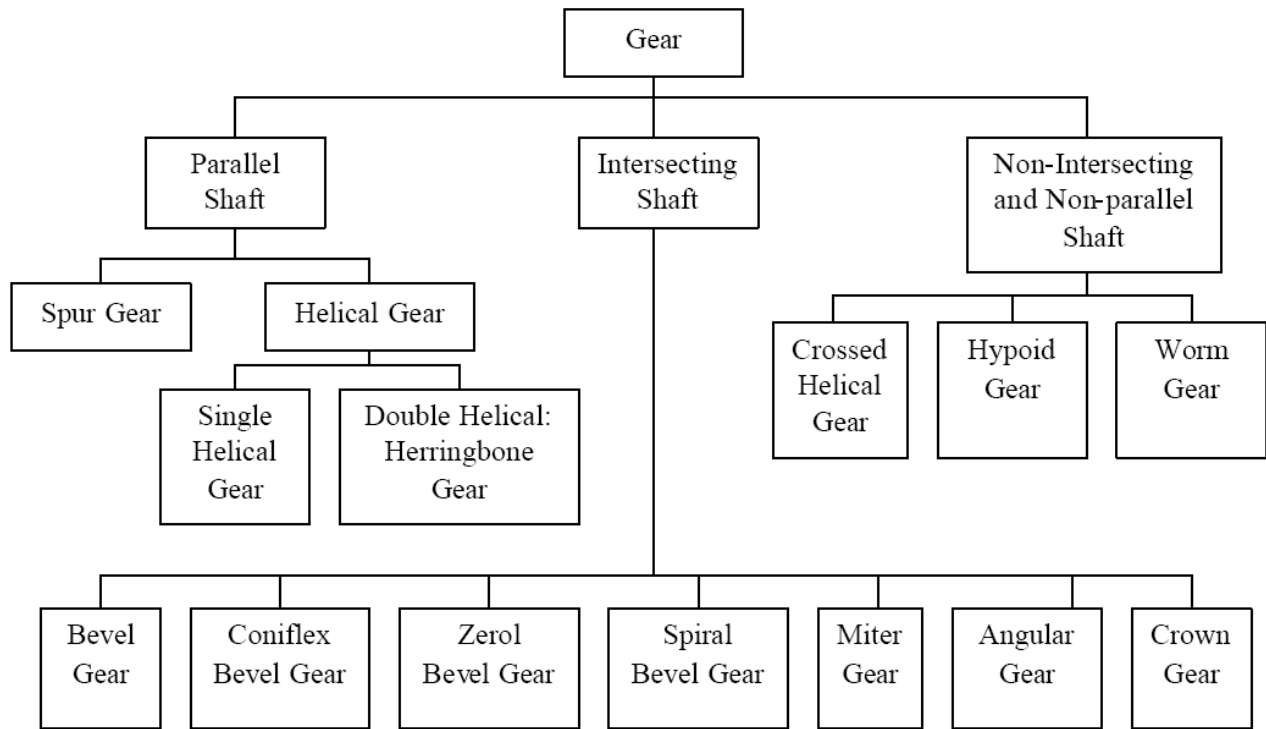 Gear
Parallel
Shaft
Intersecting
Shaft
Non-Intersecting
and Non-parallel
Shaft
Spur Gear
Helical Gear
Crossed
Helical
Gear
Hypoid
Gear
Worm
Gear
Single
Helical
Gear
Double Helical:
Herringbone
Gear
Bevel
Gear
Coniflex
Bevel Gear
Zerol
Bevel Gear
Spiral
Bevel Gear
Miter
Gear
Angular
Gear
Crown
Gear